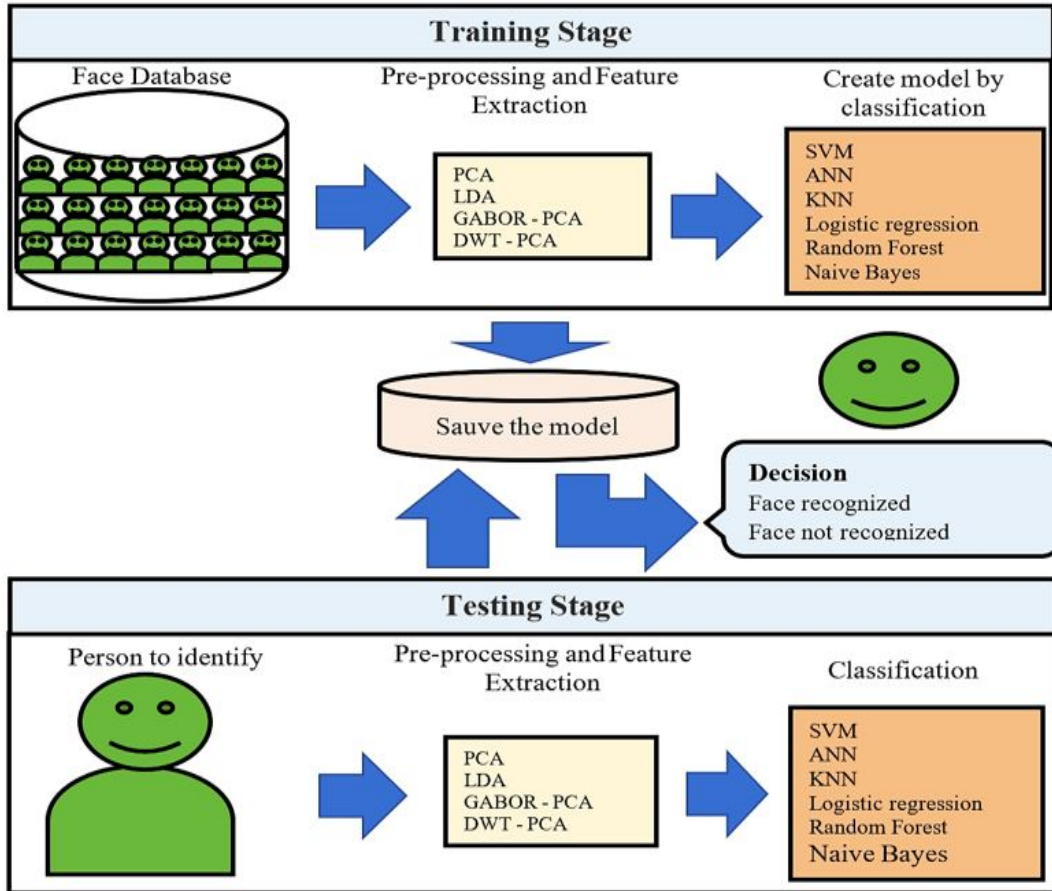 Training Stage
Face Database
Pre-processing and Feature
Extraction
Create model by
classification
PCA
LDA
GABOR - PCA
DWT - PCA
SVM
ANN
KNN
Logistic regression
Random Forest
Naive Bayes
Sauve the model
Decision
Face recognized
Face not recognized
Testing Stage
Person to identify
Pre-processing and Feature
Extraction
Classification
PCA
LDA
GABOR - PCA
DWT - PCA
SVM
ANN
KNN
Logistic regression
Random Forest
Naive Bayes